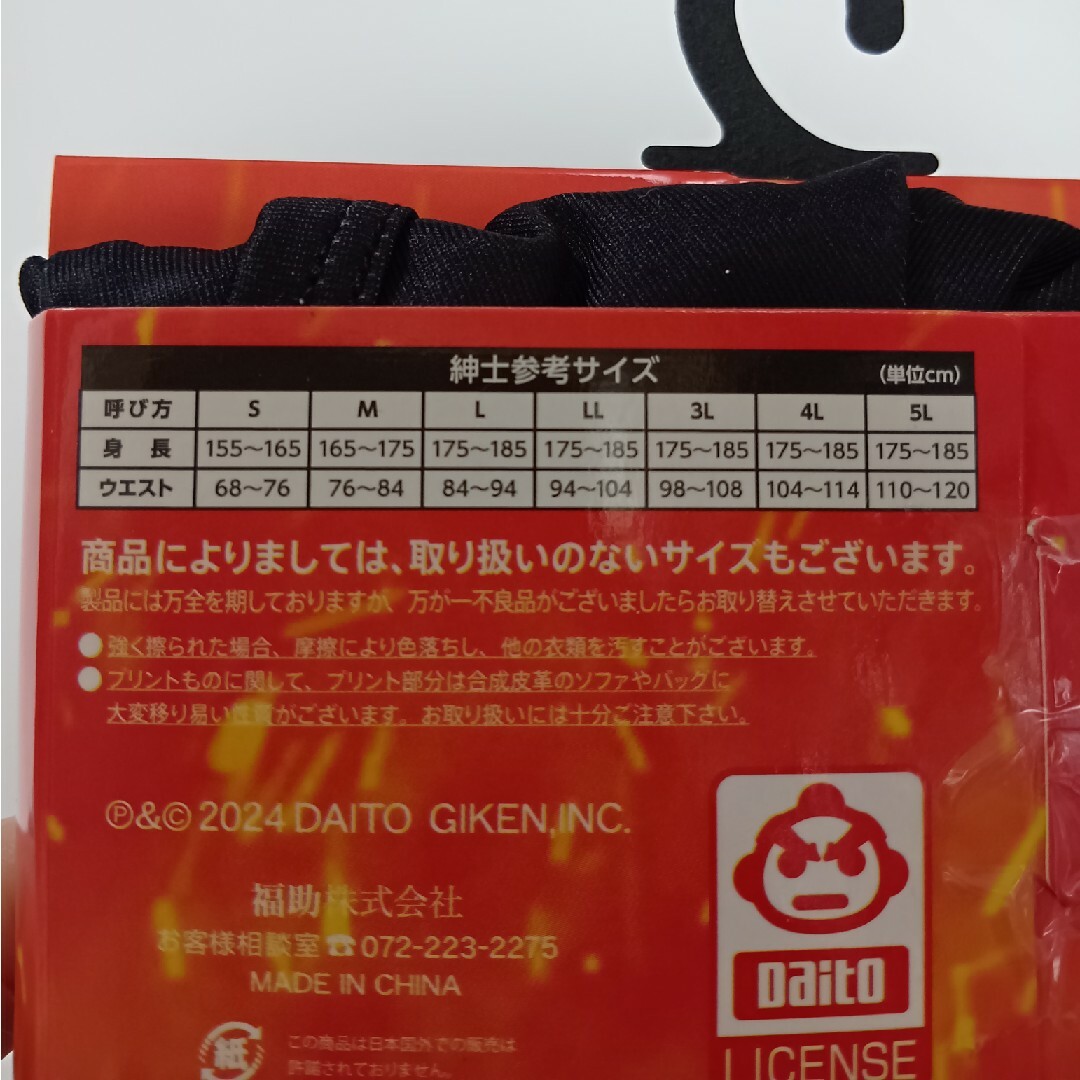 紳士参考サイズ (単位cm)
呼び方 S M L LL 3L 4L 5L
身 長 155～165 165～175 175～185 175～185 175～185 175～185 175～185
ウエスト 68～76 76～84 84～94 94～104 98～108 104～114 110～120
商品によりましては、取り扱いのないサイズもございます。
製品には万全を期しておりますが、万が一不良品がございましたらお取り替えさせていただきます。
●強く擦られた場合、摩擦により色落ちし、他の衣類を汚すことがございます。
●プリントものに関して、プリント部分は合成皮革のソファやバッグに
大変移り易い性質がございます。お取り扱いには十分ご注意下さい。
Ⓟ&© 2024 DAITO GIKEN,INC.
福助株式会社
お客様相談室☎072-223-2275
MADE IN CHINA
紙
この商品は日本国外での販売は
許諾されておりません。
Daito
LICENSE